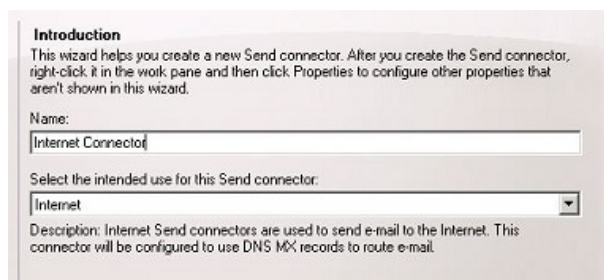 Introduction
This wizard helps you create a new Send connector. After you create the Send connector,
right-click it in the work pane and then click Properties to configure other properties that
aren't shown in this wizard.
Name:
Internet Connector
Select the intended use for this Send connector:
Internet
Description: Internet Send connectors are used to send e-mail to the Internet. This
connector will be configured to use DNS MX records to route e-mail.